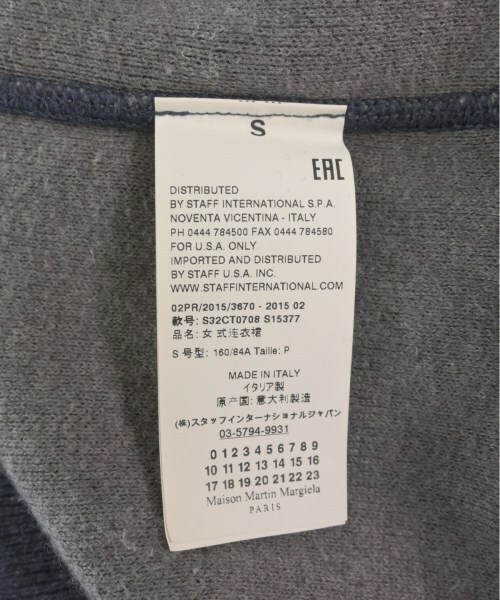 S
EAC
DISTRIBUTED
BY STAFF INTERNATIONAL S.P.A.
NOVENTA VICENTINA - ITALY
PH 0444 784500 FAX 0444 784580
FOR U.S.A. ONLY
IMPORTED AND DISTRIBUTED
BY STAFF U.S.A. INC.
WWW.STAFFINTERNATIONAL.COM
02PR/2015/3670 - 2015 02
款号: S32CT0708 S15377
品名: 女 式连衣裙
S 号型: 160/84A Taille: P
MADE IN ITALY
イタリア製
原产国: 意大利製造
(株)スタッフインターナショナルジャパン
03-5794-9931
0 1 2 3 4 5 6 7 8 9
10 11 12 13 14 15 16
17 18 19 20 21 22 23
Maison Martin Margiela
PARIS